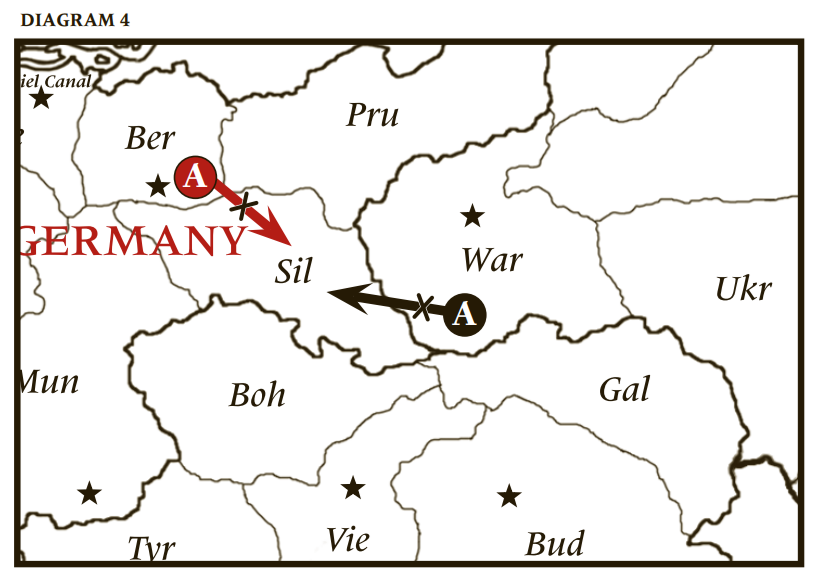 DIAGRAM 4
iel Canal
Pru
Ber
A
GERMANY
War
Sil
Ukr
A
Mun
Boh
Gal
Tyr
Vie
Bud